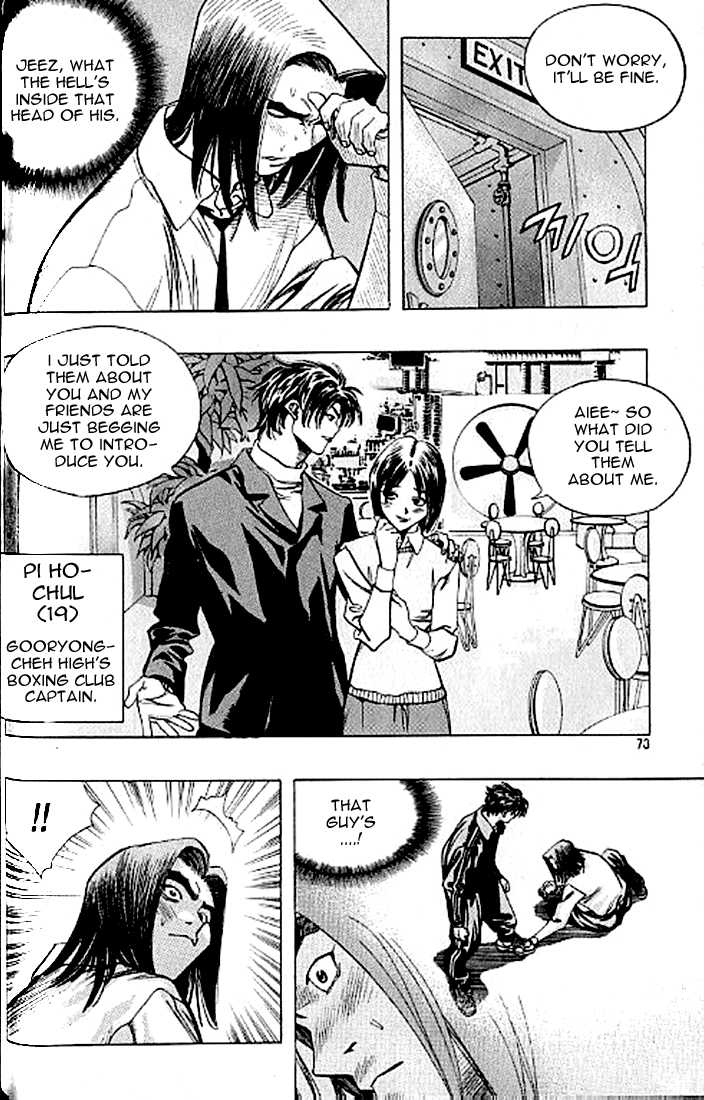 JEEZ, WHAT
THE HELL'S
INSIDE THAT
HEAD OF HIS.
EXIT
DON'T WORRY,
IT'LL BE FINE.
끼익
I JUST TOLD
THEM ABOUT
YOU AND MY
FRIENDS ARE
JUST BEGGING
ME TO INTRO-
DUCE YOU.
AIEE~ SO
WHAT DID
YOU TELL
THEM
ABOUT ME.
PI HO-
CHUL
(19)
GOORYONG-
CHEH HIGH'S
BOXING CLUB
CAPTAIN.
73
!!
THAT
GUY'S
....!